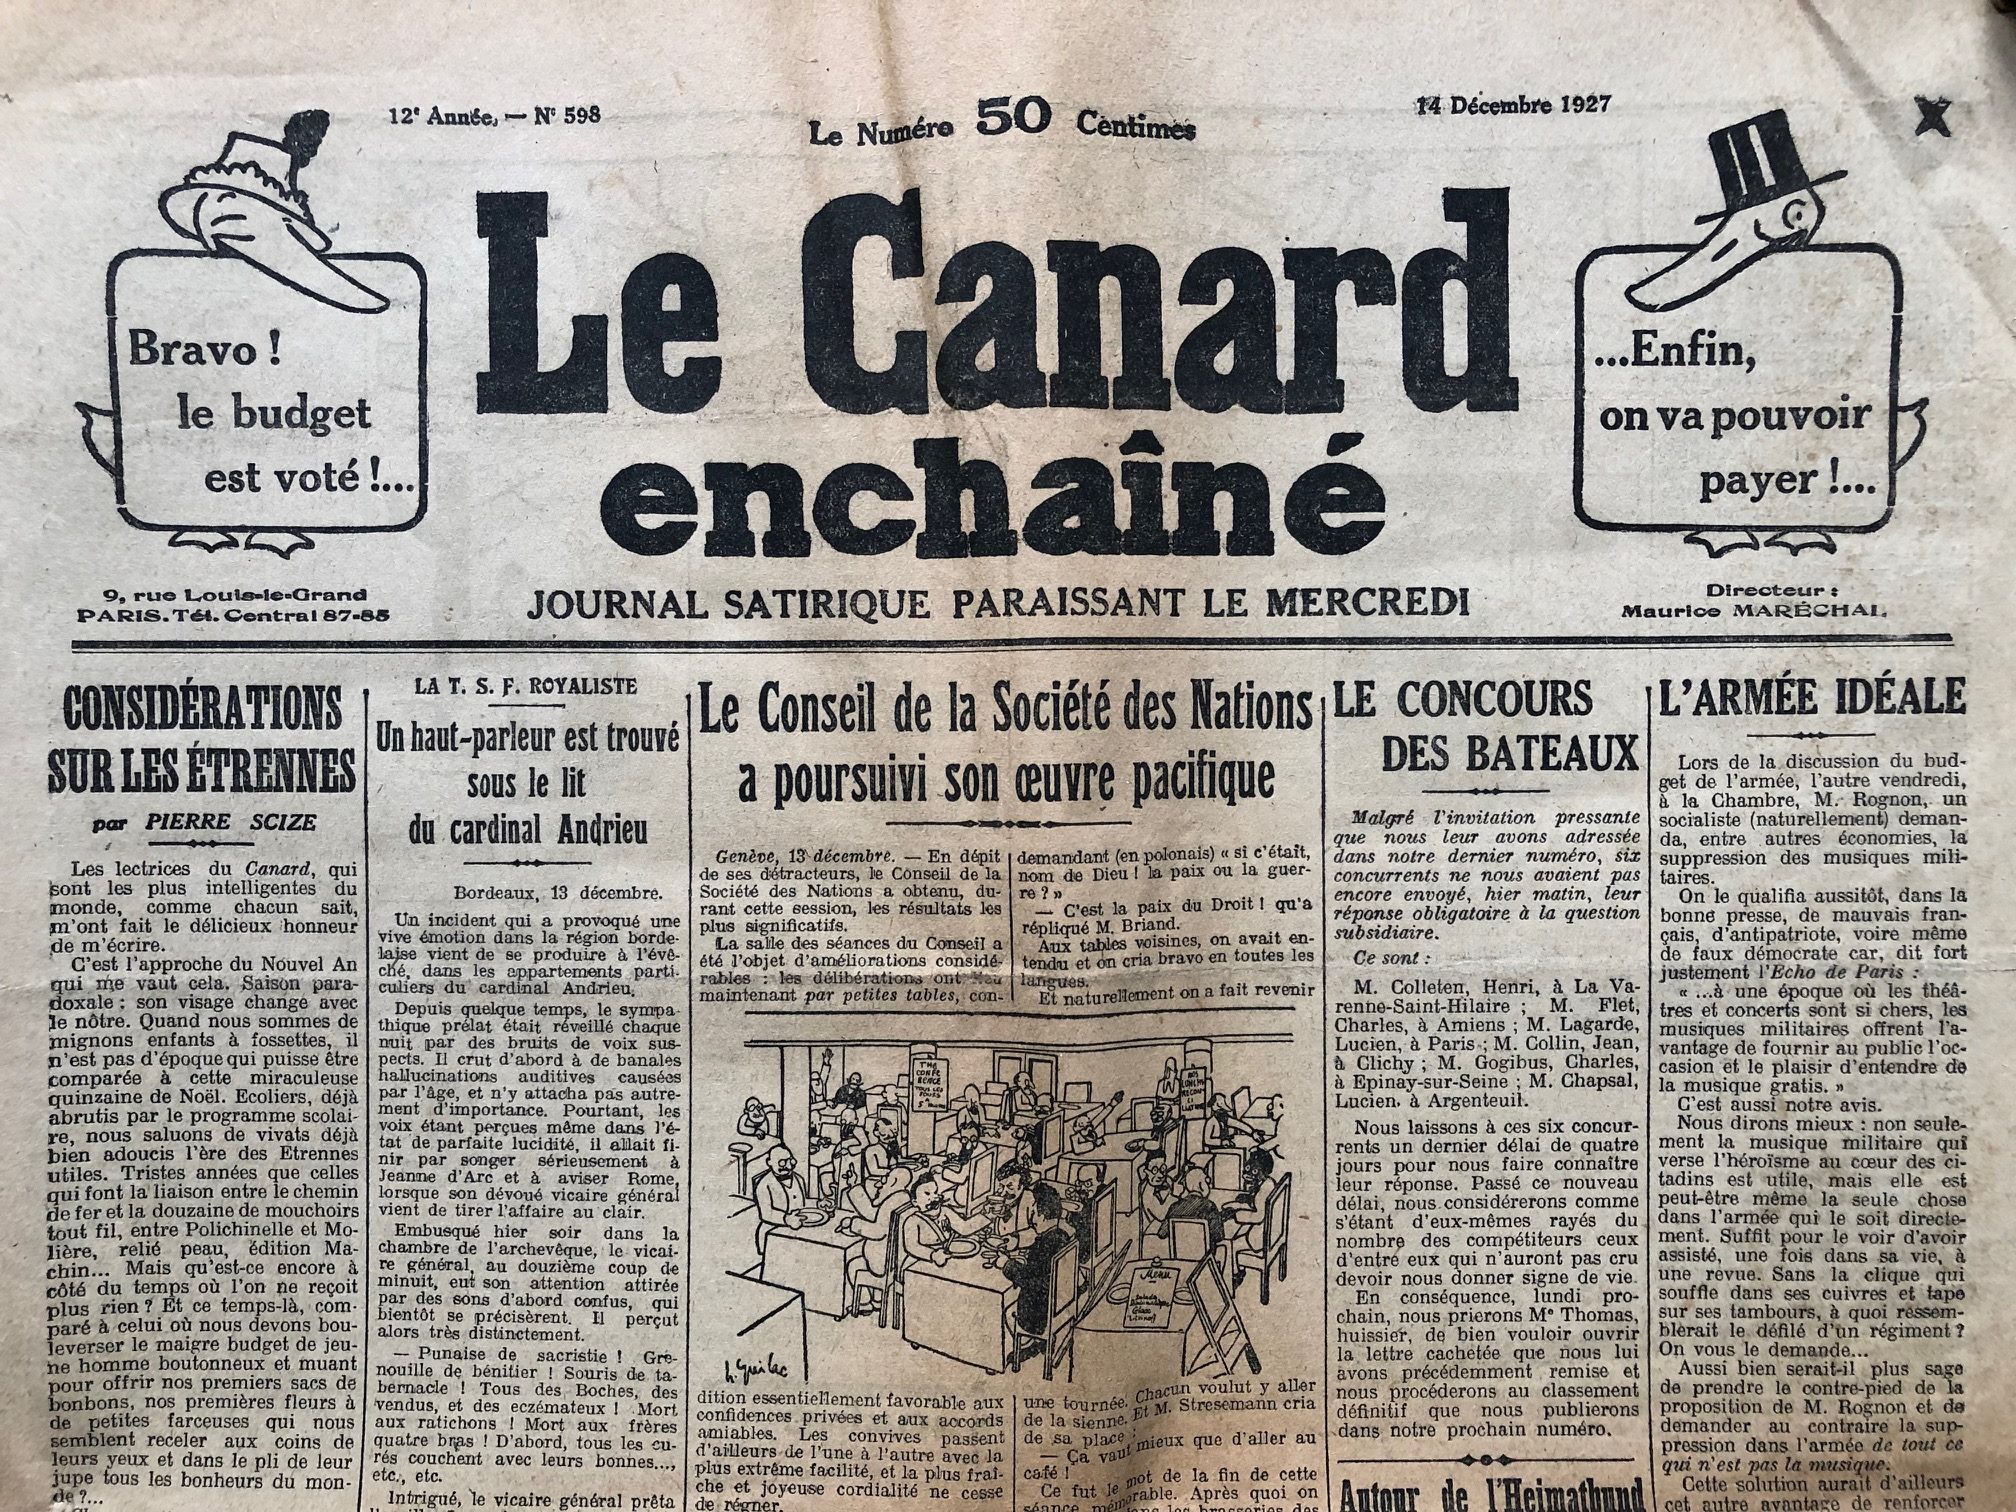 12e Année, — N° 598
Le Numéro 50 Centimes
14 Décembre 1927
Bravo !
le budget
est voté !...
Le Canard
enchaîné
...Enfin,
on va pouvoir
payer !...
9, rue Louis-le-Grand
PARIS. Tél. Central 87-85
JOURNAL SATIRIQUE PARAISSANT LE MERCREDI
Directeur :
Maurice MARÉCHAL
CONSIDÉRATIONS
SUR LES ÉTRENNES
par PIERRE SCIZE
Les lectrices du Canard, qui
sont les plus intelligentes du
monde, comme chacun sait,
m'ont fait le délicieux honneur
de m'écrire.
C'est l'approche du Nouvel An
qui me vaut cela. Saison para-
doxale : son visage change avec
le nôtre. Quand nous sommes de
mignons enfants à fossettes, il
n'est pas d'époque qui puisse être
comparée à cette miraculeuse
quinzaine de Noël. Ecoliers, déjà
abrutis par le programme scolai-
re, nous saluons de vivats déjà
bien adoucis l'ère des Etrennes
utiles. Tristes années que celles
qui font la liaison entre le chemin
de fer et la douzaine de mouchoirs
tout fil, entre Polichinelle et Mo-
lière, relié peau, édition Ma-
chin... Mais qu'est-ce encore à
côté du temps où l'on ne reçoit
plus rien ? Et ce temps-là, com-
paré à celui où nous devons bou-
leverser le maigre budget de jeu-
ne homme boutonneux et muant
pour offrir nos premiers sacs de
bonbons, nos premières fleurs à
de petites farceuses qui nous
semblent receler aux coins de
leurs yeux et dans le pli de leur
jupe tous les bonheurs du mon-
de ?...
LA T. S. F. ROYALISTE
Un haut-parleur est trouvé
sous le lit
du cardinal Andrieu
Bordeaux, 13 décembre.
Un incident qui a provoqué une
vive émotion dans la région borde-
laise vient de se produire à l'évê-
ché, dans les appartements parti-
culiers du cardinal Andrieu.
Depuis quelque temps, le sympa-
thique prélat était réveillé chaque
nuit par des bruits de voix sus-
pects. Il crut d'abord à de banales
hallucinations auditives causées
par l'âge, et n'y attacha pas autre-
ment d'importance. Pourtant, les
voix étant perçues même dans l'é-
tat de parfaite lucidité, il allait fi-
nir par songer sérieusement à
Jeanne d'Arc et à aviser Rome,
lorsque son dévoué vicaire général
vient de tirer l'affaire au clair.
Embusqué hier soir dans la
chambre de l'archevêque, le vicai-
re général, au douzième coup de
minuit, eut son attention attirée
par des sons d'abord confus, qui
bientôt se précisèrent. Il perçut
alors très distinctement.
— Punaise de sacristie ! Gre-
nouille de bénitier ! Souris de ta-
bernacle ! Tous des Boches, des
vendus, et des eczémateux ! Mort
aux ratichons ! Mort aux frères
quatre bras ! D'abord, tous les cu-
rés couchent avec leurs bonnes...,
etc., etc.
Intrigué, le vicaire général prêta
Le Conseil de la Société des Nations
a poursuivi son œuvre pacifique
Genève, 13 décembre. — En dépit
de ses détracteurs, le Conseil de la
Société des Nations a obtenu, du-
rant cette session, les résultats les
plus significatifs.
La salle des séances du Conseil a
été l'objet d'améliorations considé-
rables : les délibérations ont lieu
maintenant par petites tables, con-
demandant (en polonais) « si c'était,
nom de Dieu ! la paix ou la guer-
re ? »
— C'est la paix du Droit ! qu'a
répliqué M. Briand.
Aux tables voisines, on avait en-
tendu et on cria bravo en toutes les
langues.
Et naturellement on a fait revenir
THE
CONFE
RENCE
TOUS LES
JOURS
A
5 heures
Menu
Salade
Glace
h. Guilac
dition essentiellement favorable aux
confidences privées et aux accords
amiables. Les convives passent
d'ailleurs de l'une à l'autre avec la
plus extrême facilité, et la plus fraî-
che et joyeuse cordialité ne cesse
de régner.
une tournée. Chacun voulut y aller
de la sienne. Et M. Stresemann cria
de sa place :
— Ça vaut mieux que d'aller au
café !
Ce fut le mot de la fin de cette
séance mémorable. Après quoi on
LE CONCOURS
DES BATEAUX
Malgré l'invitation pressante
que nous leur avons adressée
dans notre dernier numéro, six
concurrents ne nous avaient pas
encore envoyé, hier matin, leur
réponse obligatoire à la question
subsidiaire.
Ce sont :
M. Colleten, Henri, à La Va-
renne-Saint-Hilaire ; M. Flet,
Charles, à Amiens ; M. Lagarde,
Lucien, à Paris ; M. Collin, Jean,
à Clichy ; M. Gogibus, Charles,
à Epinay-sur-Seine ; M. Chapsal,
Lucien, à Argenteuil.
Nous laissons à ces six concur-
rents un dernier délai de quatre
jours pour nous faire connaître
leur réponse. Passé ce nouveau
délai, nous considérerons comme
s'étant d'eux-mêmes rayés du
nombre des compétiteurs ceux
d'entre eux qui n'auront pas cru
devoir nous donner signe de vie.
En conséquence, lundi pro-
chain, nous prierons Me Thomas,
huissier, de bien vouloir ouvrir
la lettre cachetée que nous lui
avons précédemment remise et
nous procéderons au classement
définitif que nous publierons
dans notre prochain numéro.
Autour de l'Heimatbund
L'ARMÉE IDÉALE
Lors de la discussion du bud-
get de l'armée, l'autre vendredi,
à la Chambre, M. Rognon, un
socialiste (naturellement) deman-
da, entre autres économies, la
suppression des musiques mili-
taires.
On le qualifia aussitôt, dans la
bonne presse, de mauvais fran-
çais, d'antipatriote, voire même
de faux démocrate car, dit fort
justement l'Echo de Paris :
« ...à une époque où les théâ-
tres et concerts sont si chers, les
musiques militaires offrent l'a-
vantage de fournir au public l'oc-
casion et le plaisir d'entendre de
la musique gratis. »
C'est aussi notre avis.
Nous dirons mieux : non seule-
ment la musique militaire qui
verse l'héroïsme au cœur des ci-
tadins est utile, mais elle est
peut-être même la seule chose
dans l'armée qui le soit directe-
ment. Suffit pour le voir d'avoir
assisté, une fois dans sa vie, à
une revue. Sans la clique qui
souffle dans ses cuivres et tape
sur ses tambours, à quoi ressem-
blerait le défilé d'un régiment ?
On vous le demande...
Aussi bien serait-il plus sage
de prendre le contre-pied de la
proposition de M. Rognon et de
demander au contraire la sup-
pression dans l'armée de tout ce
qui n'est pas la musique.
Cette solution aurait d'ailleurs
cet autre avantage de renforcer